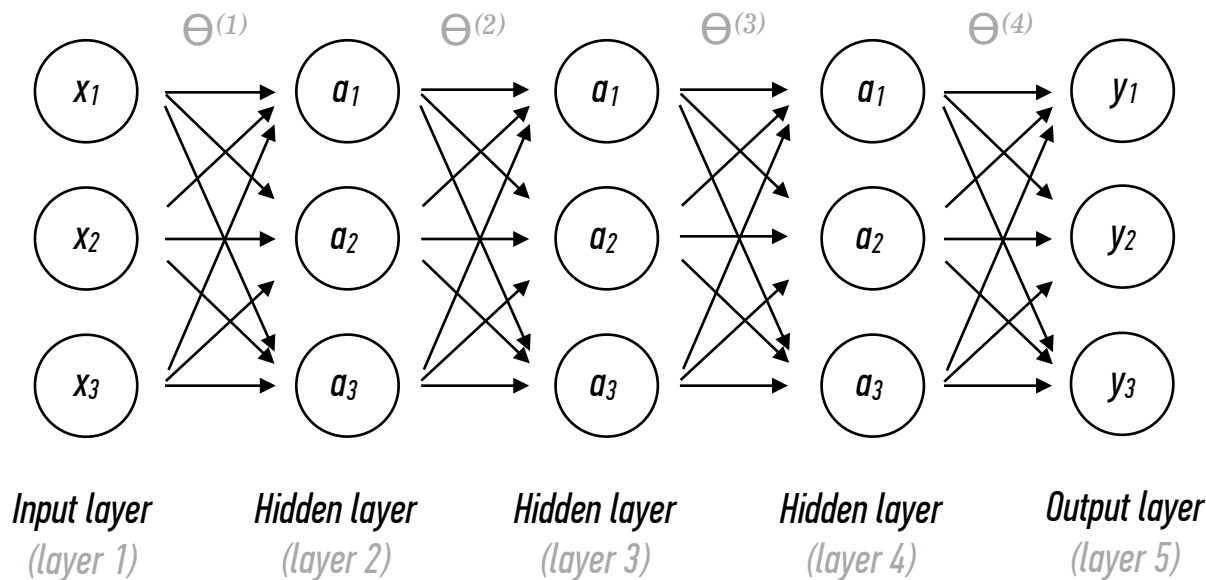 Ө(1) Ө(2) Ө(3) Ө(4)
x1 a1 a1 a1 y1
x2 a2 a2 a2 y2
x3 a3 a3 a3 y3
Input layer Hidden layer Hidden layer Hidden layer Output layer
(layer 1) (layer 2) (layer 3) (layer 4) (layer 5)